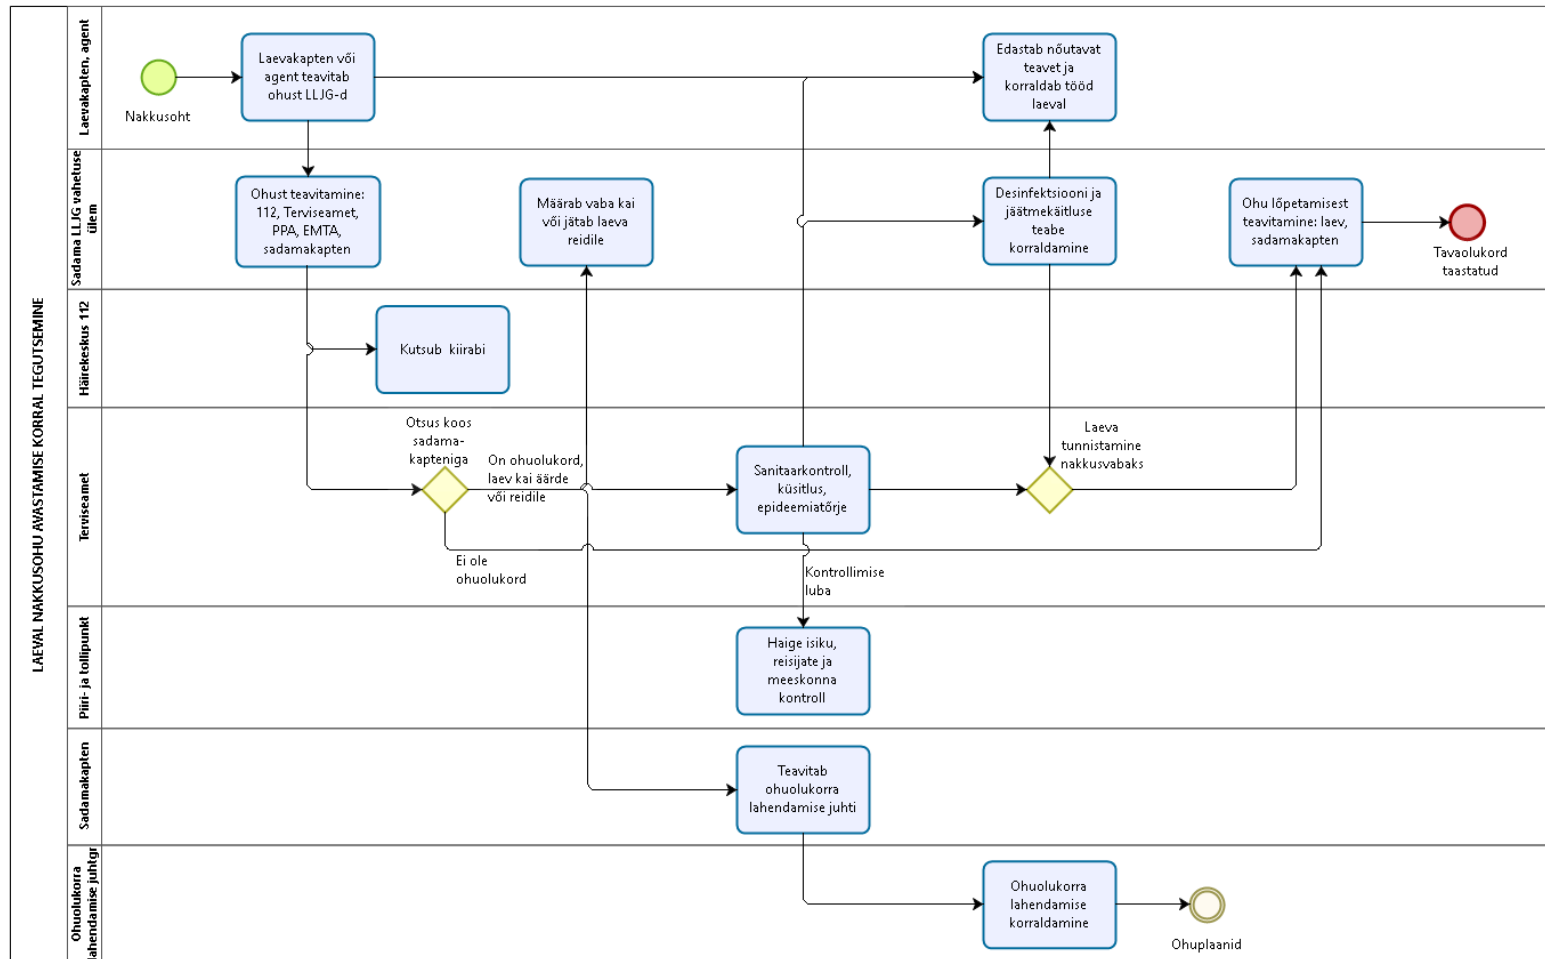 LAEVAL NAKKUSOHU AVASTAMISE KORRAL TEGUTSEMINE
Laevakapten, agent
Nakkusoht
Laevakapten või
agent teavitab
ohust LLJG-d
Edastab nõutavat
teavet ja
korraldab tööd
laeval
Sadama LLJG vahetuse
ülem
Ohust teavitamine:
112, Terviseamet,
PPA, EMTA,
sadamakapten
Määrab vaba kai
või jätab laeva
reidile
Desinfektsiooni ja
jäätmekäitluse
teabe
korraldamine
Ohu lõpetamisest
teavitamine: laev,
sadamakapten
Tavaolukord
taastatud
Häirekeskus 112
Kutsub kiirabi
Terviseamet
Otsus koos
sadama-
kapteniga
On ohuolukord,
laev kai äärde
või reidile
Ei ole
ohuolukord
Sanitaarkontroll,
küsitlus,
epideemiatõrje
Laeva
tunnistamine
nakkusvabaks
Kontrollimise
luba
Piiri- ja tollipunkt
Haige isiku,
reisijate ja
meeskonna
kontroll
Sadamakapten
Teavitab
ohuolukorra
lahendamise juhti
Ohuolukorra
lahendamise juhtgr
Ohuolukorra
lahendamise
korraldamine
Ohuplaanid